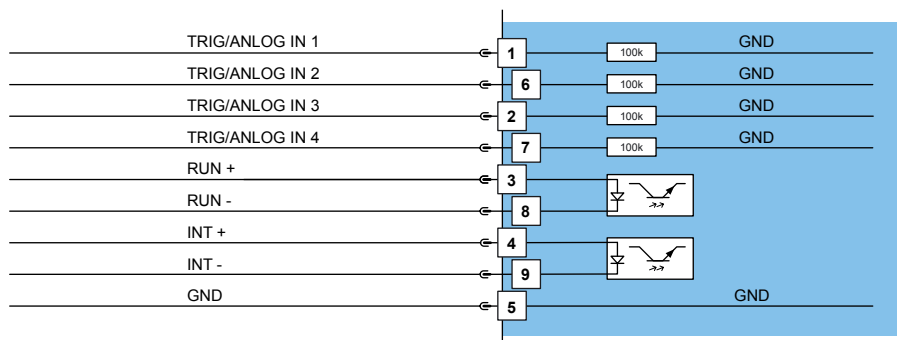 TRIG/ANLOG IN 1 1 100k GND
TRIG/ANLOG IN 2 6 100k GND
TRIG/ANLOG IN 3 2 100k GND
TRIG/ANLOG IN 4 7 100k GND
RUN + 3
RUN - 8
INT + 4
INT - 9
GND 5 GND